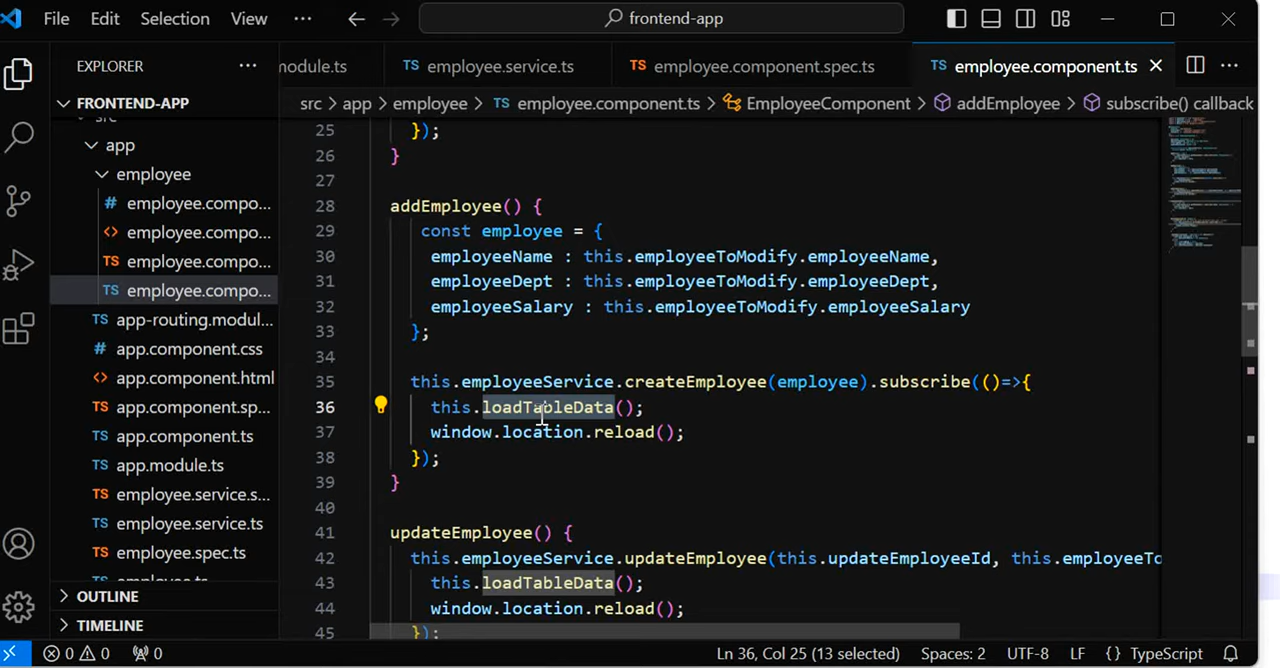 File Edit Selection View ··· frontend-app
EXPLORER ···
FRONTEND-APP
src
app
employee
# employee.compo...
<> employee.compo...
TS employee.compo...
TS employee.compo...
TS app-routing.modul...
# app.component.css
<> app.component.html
TS app.component.sp...
TS app.component.ts
TS app.module.ts
TS employee.service.s...
TS employee.service.ts
TS employee.spec.ts
OUTLINE
TIMELINE
module.ts TS employee.service.ts TS employee.component.spec.ts TS employee.component.ts ···
src > app > employee > TS employee.component.ts > EmployeeComponent > addEmployee > subscribe() callback
25 });
26 }
27
28 addEmployee() {
29 const employee = {
30 employeeName : this.employeeToModify.employeeName,
31 employeeDept : this.employeeToModify.employeeDept,
32 employeeSalary : this.employeeToModify.employeeSalary
33 };
34
35 this.employeeService.createEmployee(employee).subscribe(()=>{
36 this.loadTableData();
37 window.location.reload();
38 });
39 }
40
41 updateEmployee() {
42 this.employeeService.updateEmployee(this.updateEmployeeId, this.employeeTo
43 this.loadTableData();
44 window.location.reload();
45 });
0 0 0 Ln 36, Col 25 (13 selected) Spaces: 2 UTF-8 LF {} TypeScript